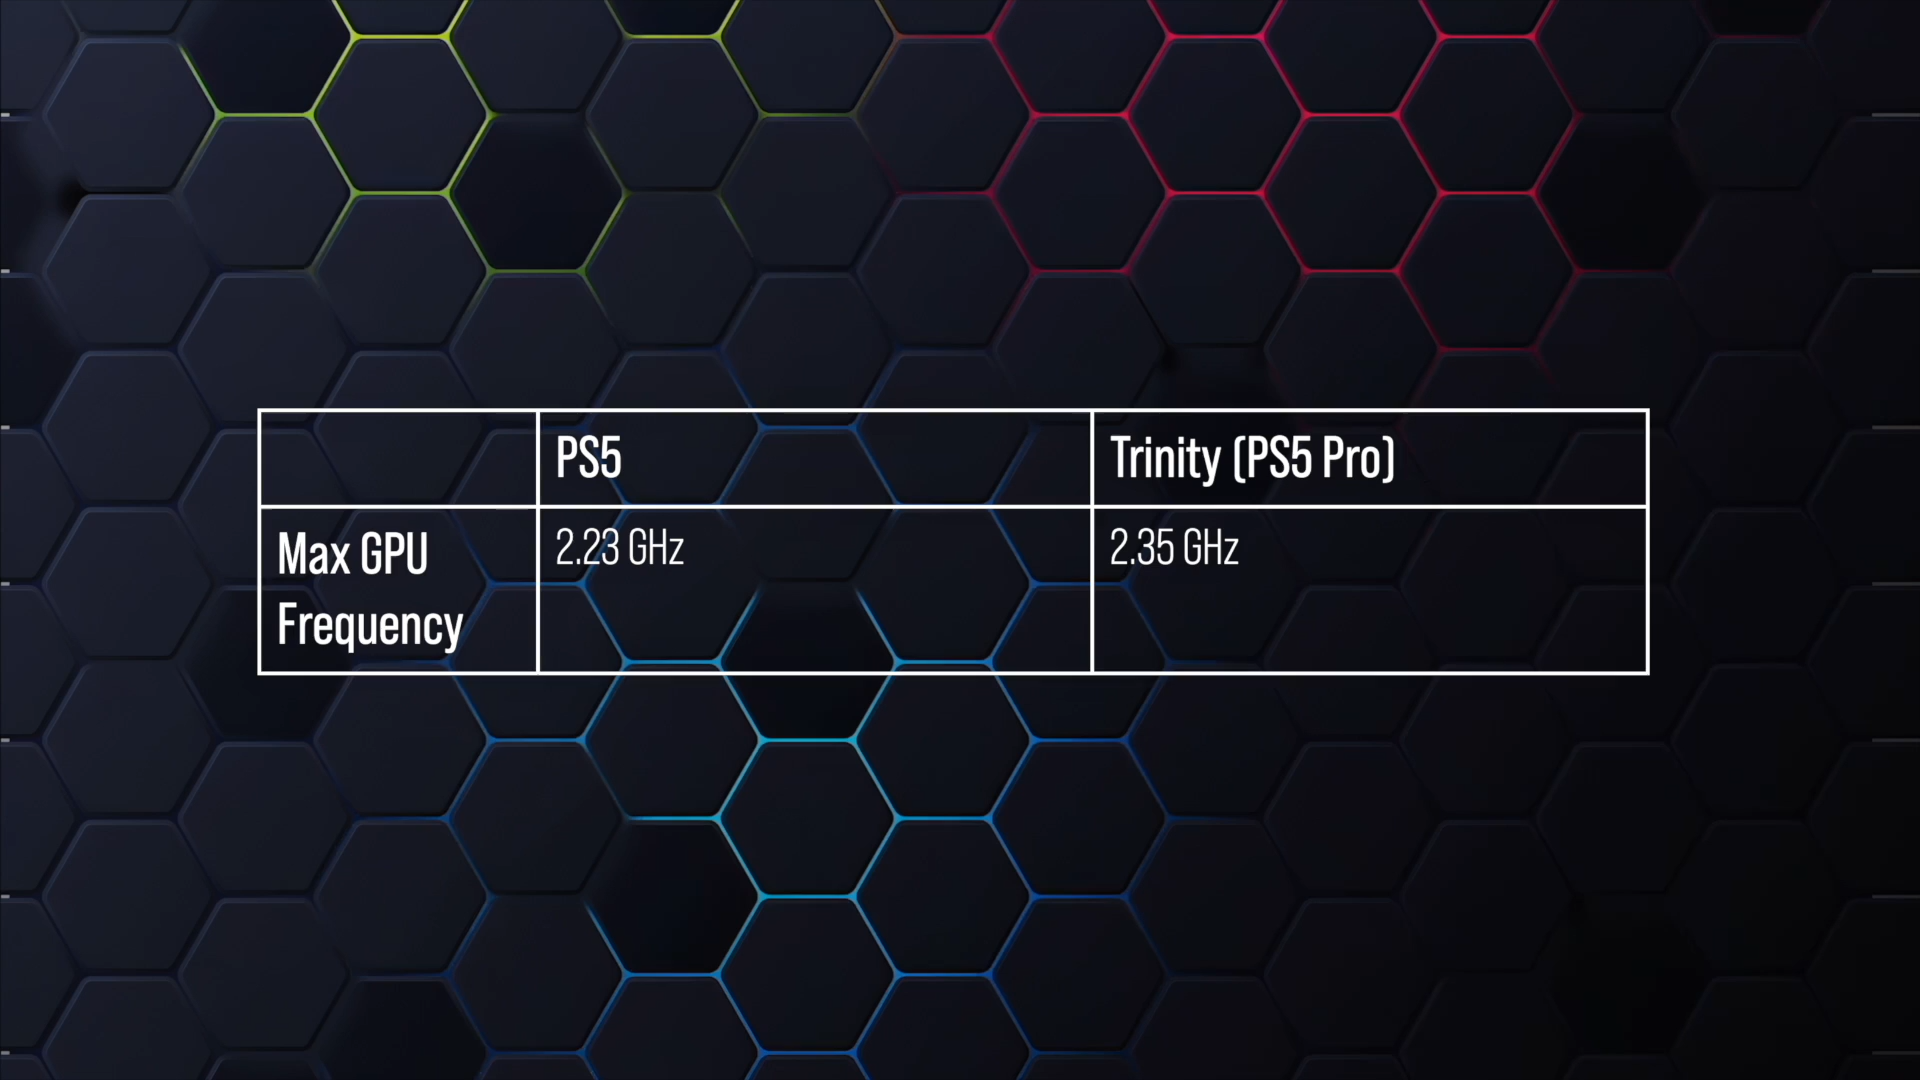 PS5
Trinity (PS5 Pro)
Max GPU
Frequency
2.23 GHz
2.35 GHz